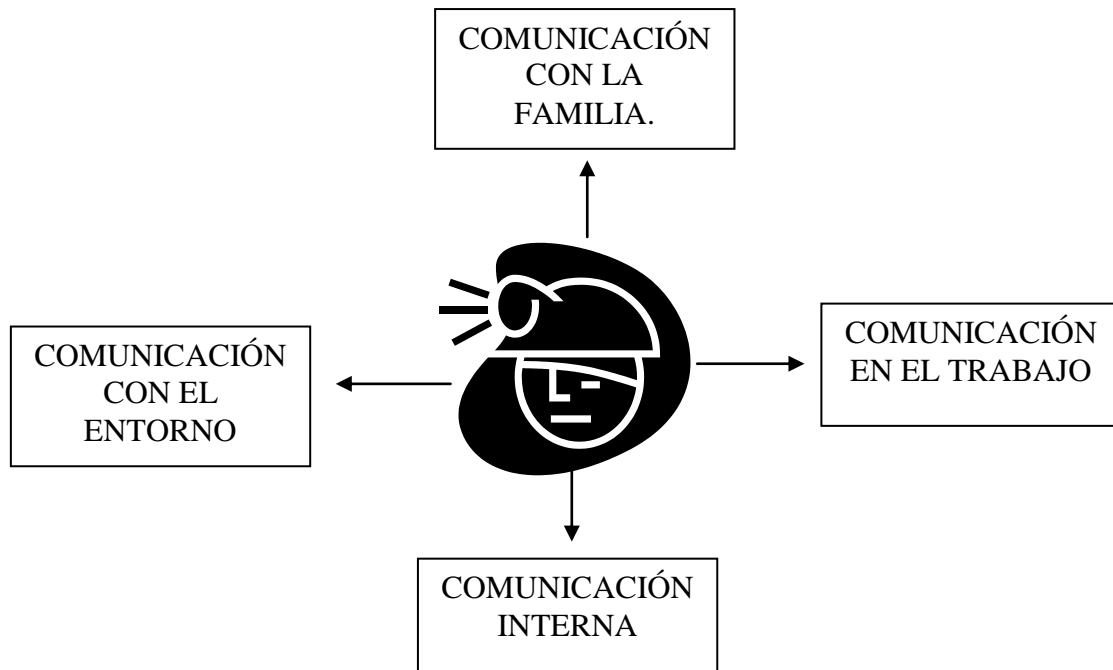 COMUNICACIÓN
CON LA
FAMILIA.
COMUNICACIÓN
CON EL
ENTORNO
COMUNICACIÓN
EN EL TRABAJO
COMUNICACIÓN
INTERNA